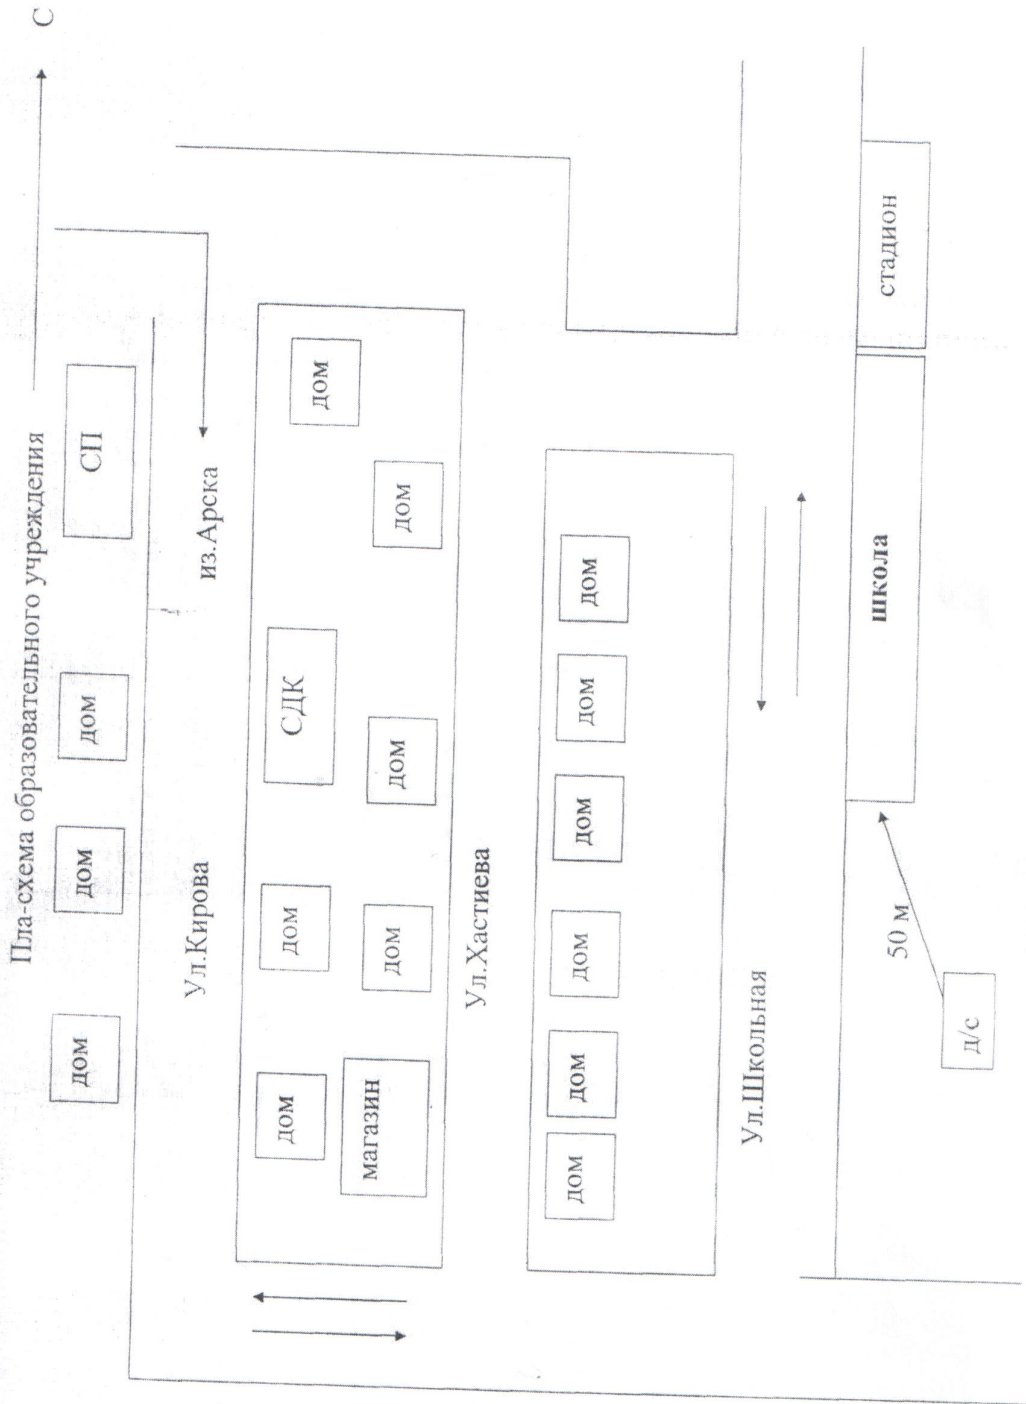 Пла-схема образовательного учреждения
С
дом
дом
дом
СП
Ул.Кирова
из.Арска
дом
дом
СДК
дом
магазин
дом
дом
дом
Ул.Хастиева
дом
дом
дом
дом
дом
дом
Ул.Школьная
50 м
школа
стадион
д/с